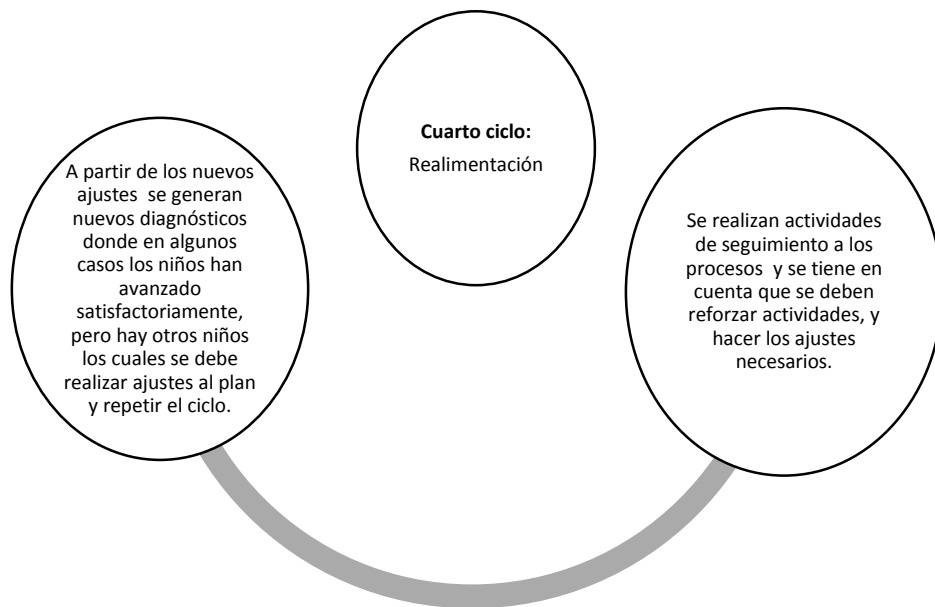 Cuarto ciclo:
Realimentación
A partir de los nuevos
ajustes se generan
nuevos diagnósticos
donde en algunos
casos los niños han
avanzado
satisfactoriamente,
pero hay otros niños
los cuales se debe
realizar ajustes al plan
y repetir el ciclo.
Se realizan actividades
de seguimiento a los
procesos y se tiene en
cuenta que se deben
reforzar actividades, y
hacer los ajustes
necesarios.